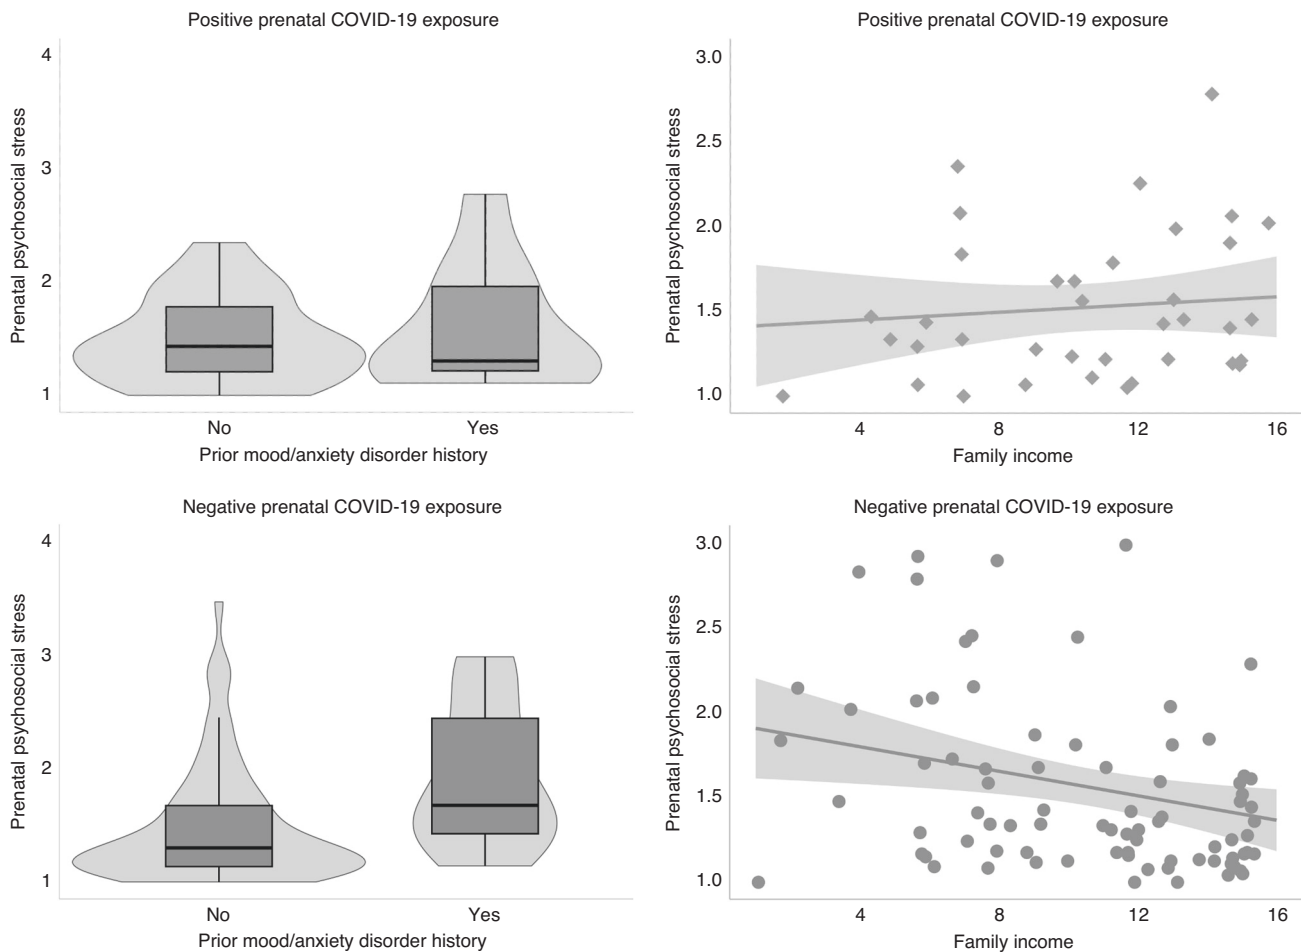 Positive prenatal COVID-19 exposure
4
3
2
1
Prenatal psychosocial stress
No
Yes
Prior mood/anxiety disorder history
Positive prenatal COVID-19 exposure
3.0
2.5
2.0
1.5
1.0
Prenatal psychosocial stress
4
8
12
16
Family income
Negative prenatal COVID-19 exposure
4
3
2
1
Prenatal psychosocial stress
No
Yes
Prior mood/anxiety disorder history
Negative prenatal COVID-19 exposure
3.0
2.5
2.0
1.5
1.0
Prenatal psychosocial stress
4
8
12
16
Family income